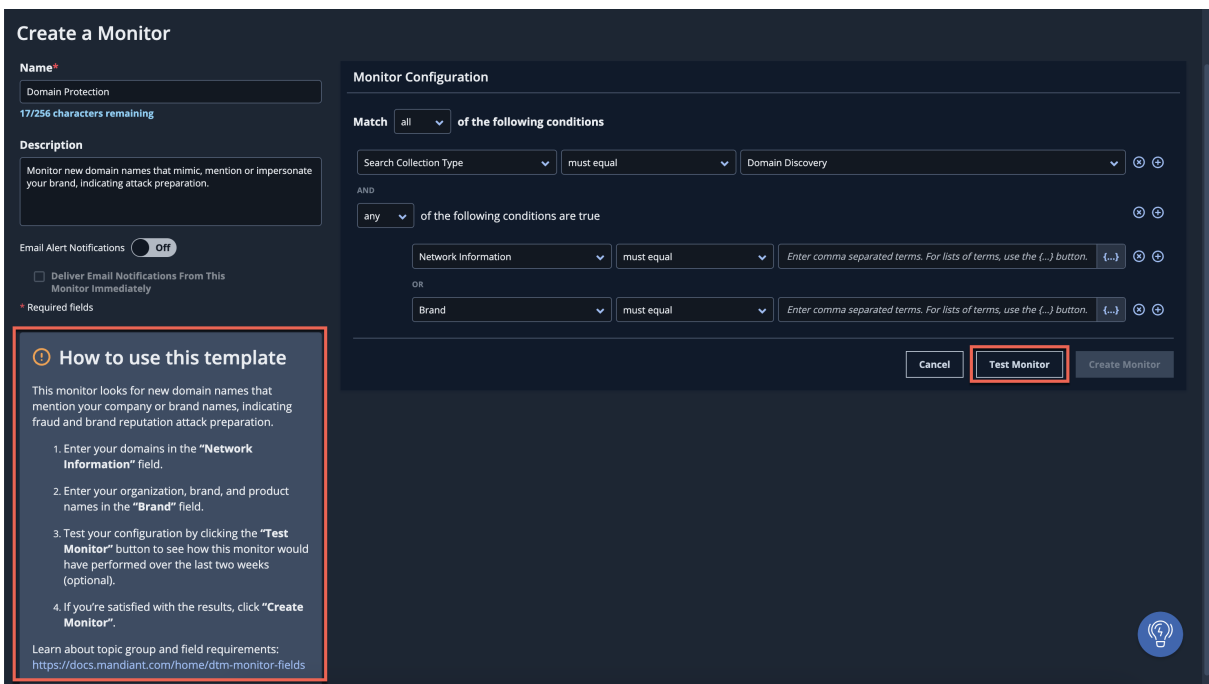 Create a Monitor
Name*
Domain Protection
17/256 characters remaining
Description
Monitor new domain names that mimic, mention or impersonate
your brand, indicating attack preparation.
Email Alert Notifications Off
Deliver Email Notifications From This
Monitor Immediately
* Required fields
How to use this template
This monitor looks for new domain names that
mention your company or brand names, indicating
fraud and brand reputation attack preparation.
1. Enter your domains in the “Network
Information” field.
2. Enter your organization, brand, and product
names in the “Brand” field.
3. Test your configuration by clicking the “Test
Monitor” button to see how this monitor would
have performed over the last two weeks
(optional).
4. If you’re satisfied with the results, click “Create
Monitor”.
Learn about topic group and field requirements:
https://docs.mandiant.com/home/dtm-monitor-fields
Monitor Configuration
Match all of the following conditions
Search Collection Type must equal Domain Discovery
AND
any of the following conditions are true
Network Information must equal Enter comma separated terms. For lists of terms, use the {...} button. {...}
OR
Brand must equal Enter comma separated terms. For lists of terms, use the {...} button. {...}
Cancel Test Monitor Create Monitor